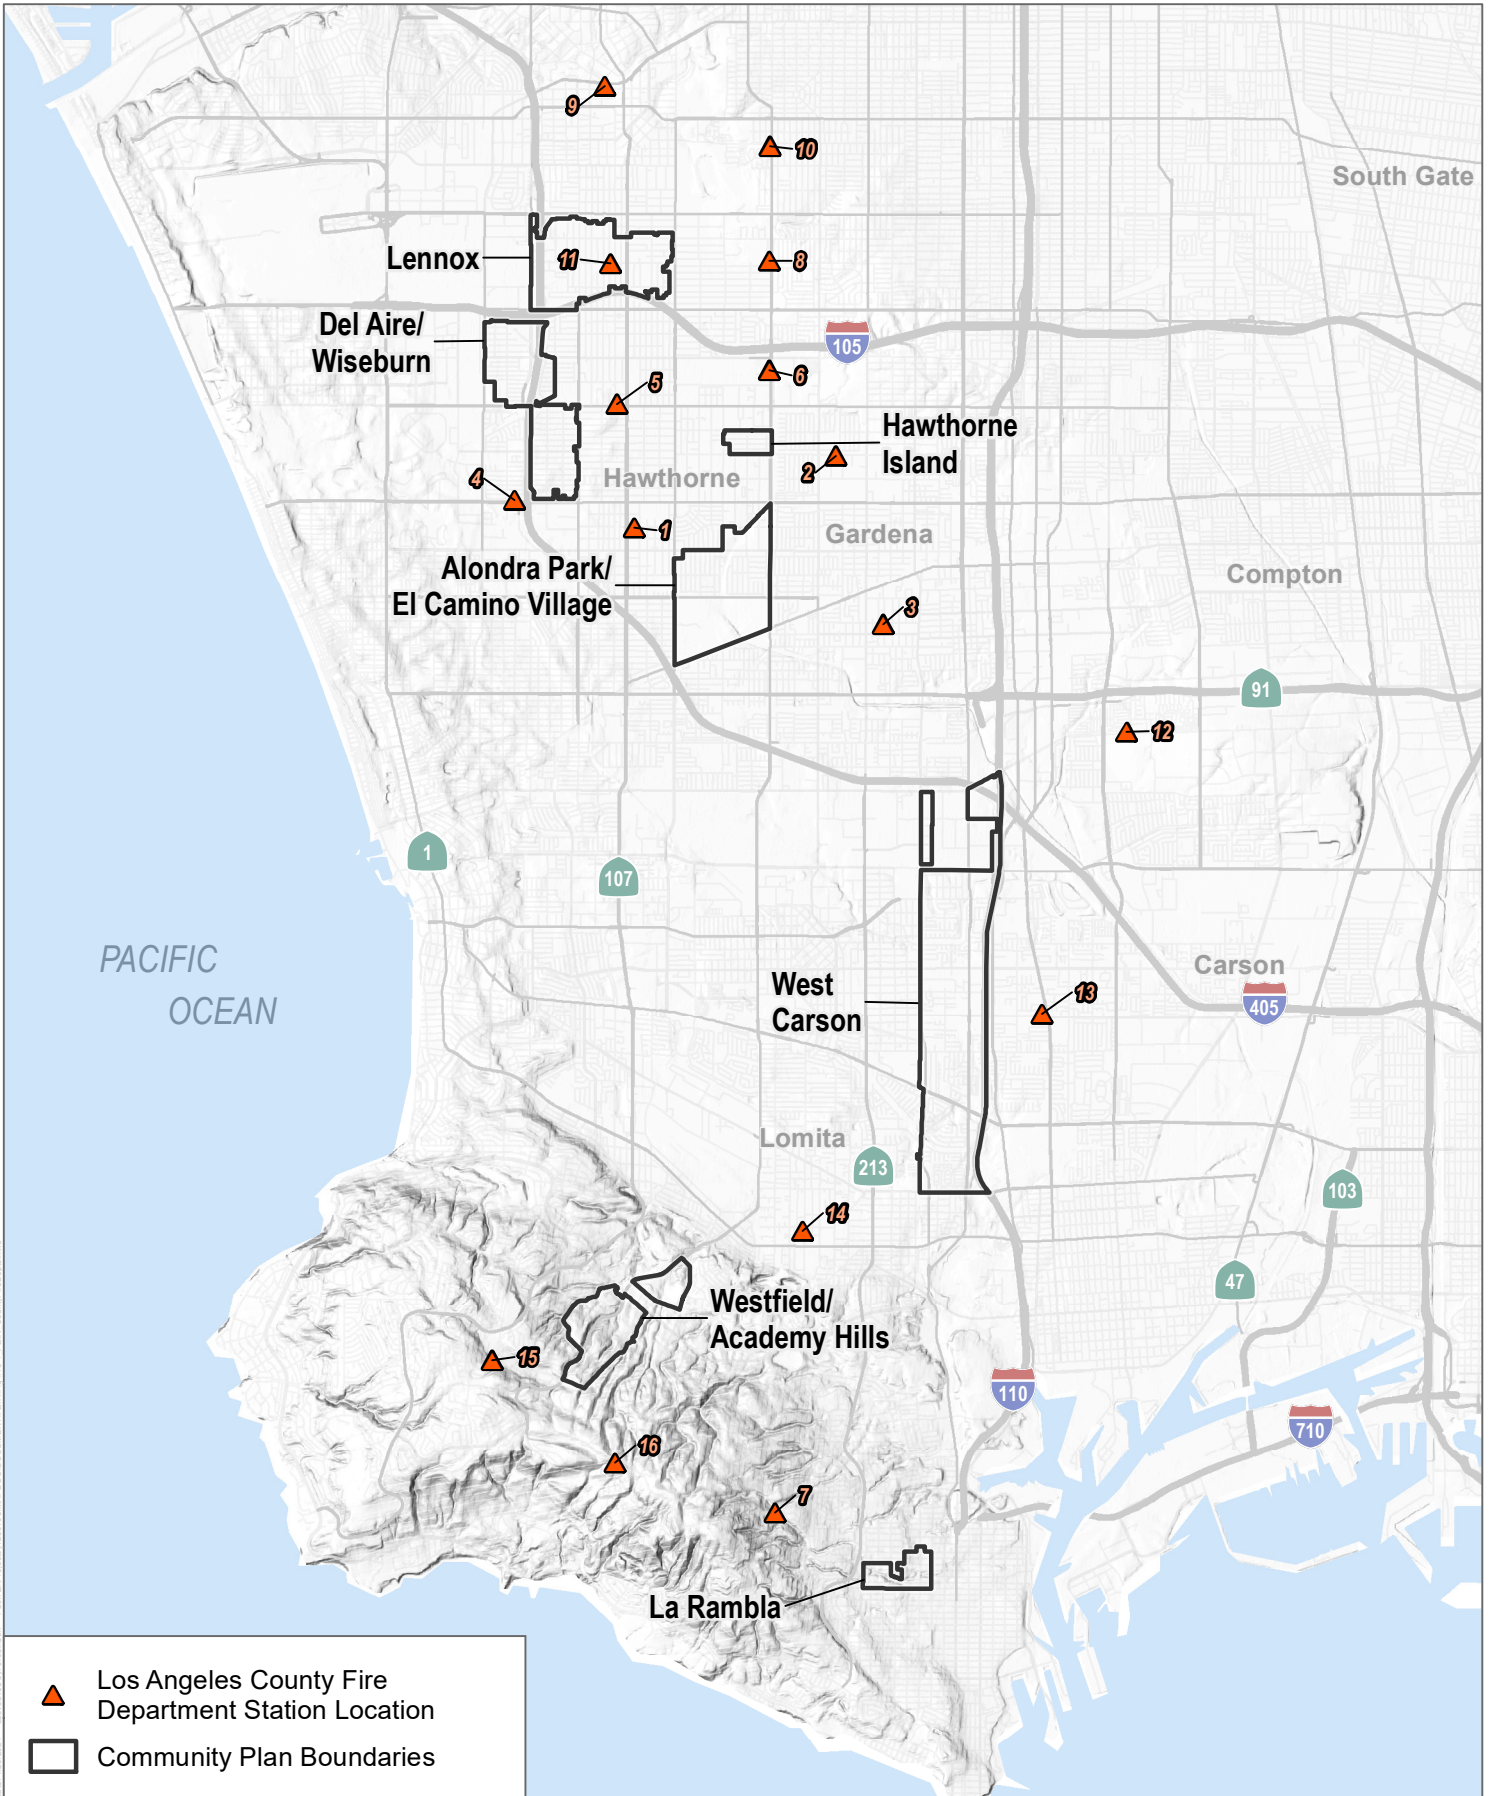 9
10
South Gate
Lennox
11
8
Del Aire/
Wiseburn
105
5
6
Hawthorne
Island
4
Hawthorne
2
1
Gardena
Alondra Park/
El Camino Village
Compton
3
91
12
1
107
PACIFIC
OCEAN
West
Carson
Carson
13
405
Lomita
213
103
14
47
Westfield/
Academy Hills
15
110
710
16
7
La Rambla
Los Angeles County Fire
Department Station Location
Community Plan Boundaries